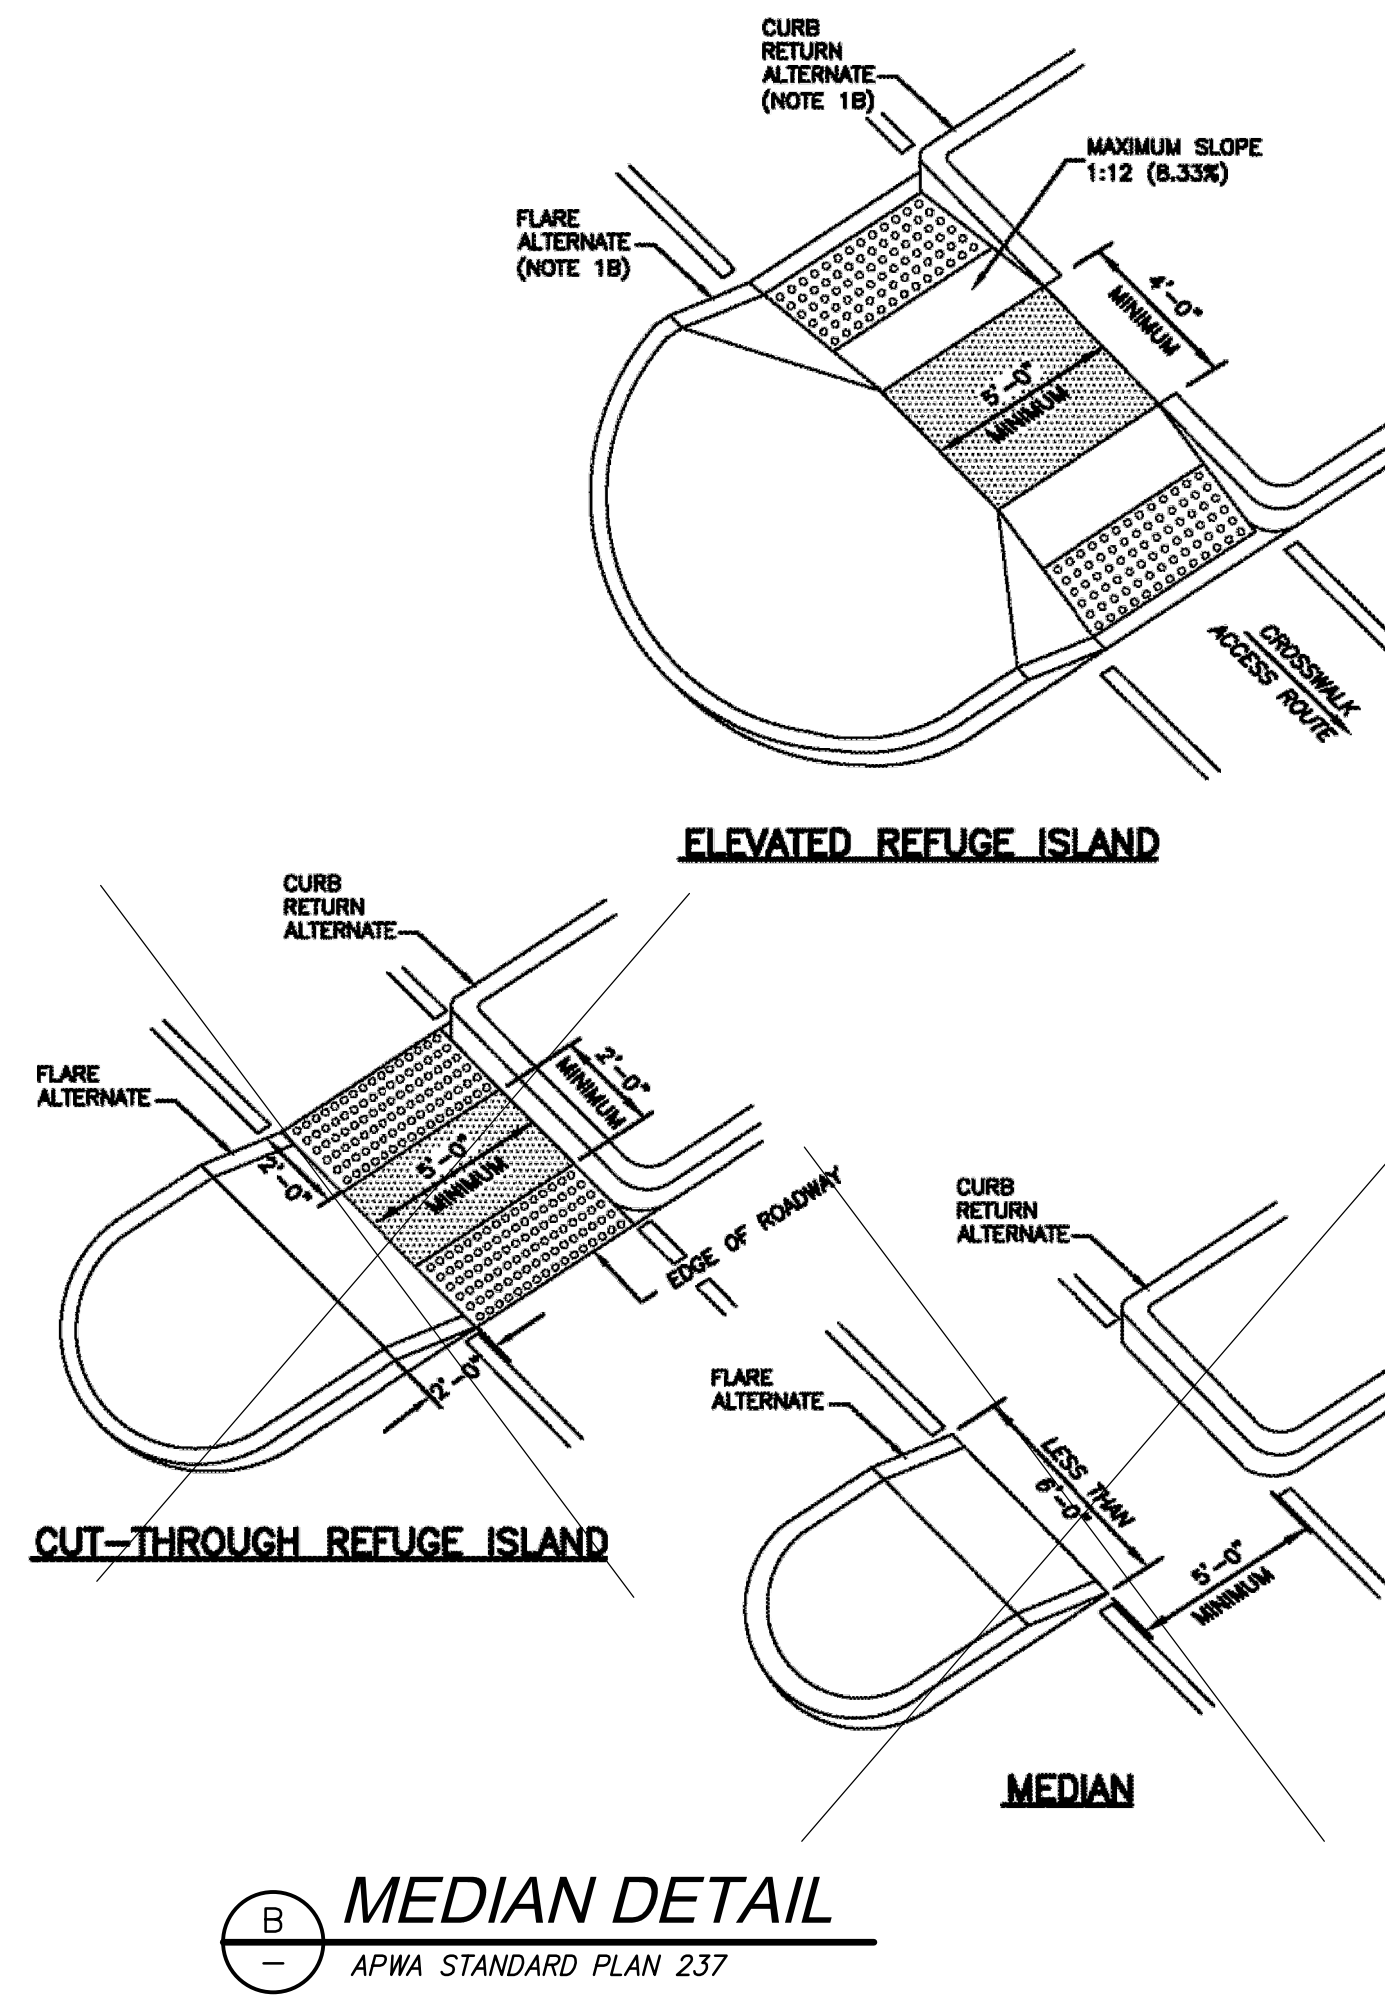 CURB
RETURN
ALTERNATE
(NOTE 1B)
MAXIMUM SLOPE
1:12 (8.33%)
FLARE
ALTERNATE
(NOTE 1B)
4'-0"
MINIMUM
5'-0"
MINIMUM
CROSSWALK
ACCESS ROUTE
ELEVATED REFUGE ISLAND
CURB
RETURN
ALTERNATE
2'-0"
MINIMUM
FLARE
ALTERNATE
2'-0"
5'-0"
MINIMUM
EDGE OF ROADWAY
2'-0"
CUT-THROUGH REFUGE ISLAND
CURB
RETURN
ALTERNATE
FLARE
ALTERNATE
LESS THAN
6'-0"
5'-0"
MINIMUM
MEDIAN
B
-
MEDIAN DETAIL
APWA STANDARD PLAN 237